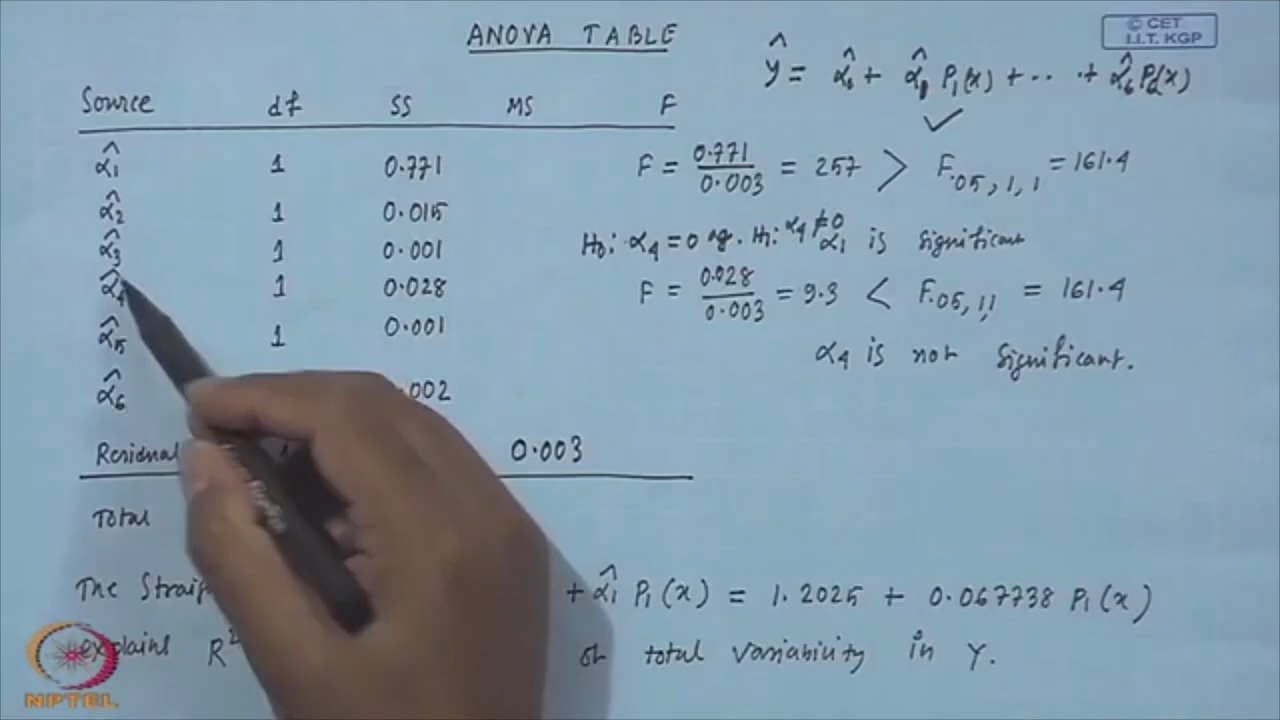 ANOVA TABLE
© CET
I.I.T. KGP
ŷ = α̂₀ + α̂₁ P₁(x) + ·· · + α̂₆ P₆(x)
Source df SS MS F
α̂₁ 1 0.771 F = 0.771/0.003 = 257 > F.05,1,1 = 161.4
α̂₂ 1 0.015
α̂₃ 1 0.001 H₀: α₄ = 0 ag. H₁: α₄ ≠ 0 α₁ is significant
α̂₄ 1 0.028 F = 0.028/0.003 = 9.3 < F.05,1,1 = 161.4
α̂₅ 1 0.001
α₄ is not significant.
α̂₆ .002
Residual 0.003
Total
The + α̂₁ P₁(x) = 1.2025 + 0.067738 P₁(x)
explains R² of total variability in Y.
NPTEL